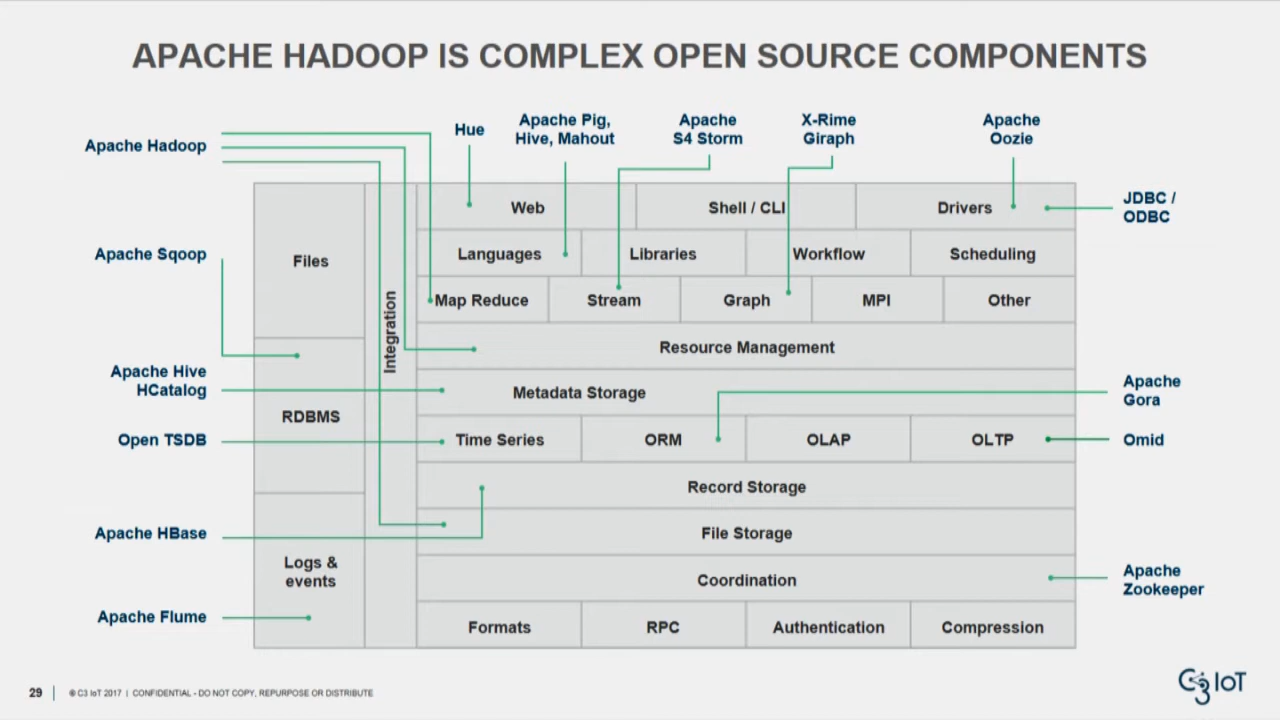 APACHE HADOOP IS COMPLEX OPEN SOURCE COMPONENTS
Apache Hadoop
Hue
Apache Pig,
Hive, Mahout
Apache
S4 Storm
X-Rime
Giraph
Apache
Oozie
JDBC /
ODBC
Web
Shell / CLI
Drivers
Apache Sqoop
Files
Languages
Libraries
Workflow
Scheduling
Integration
Map Reduce
Stream
Graph
MPI
Other
Resource Management
Apache Hive
HCatalog
Metadata Storage
Apache
Gora
RDBMS
Open TSDB
Time Series
ORM
OLAP
OLTP
Omid
Record Storage
Apache HBase
File Storage
Logs &
events
Coordination
Apache
Zookeeper
Apache Flume
Formats
RPC
Authentication
Compression
29 | © C3 IoT 2017 | CONFIDENTIAL - DO NOT COPY, REPURPOSE OR DISTRIBUTE
C3 IoT